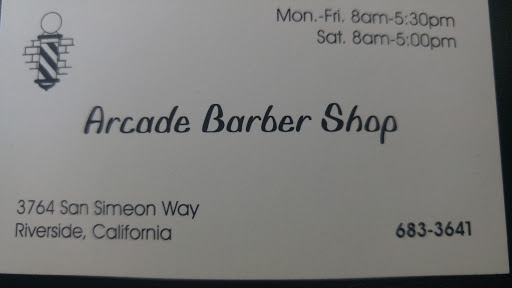 Mon.-Fri. 8am-5:30pm
Sat. 8am-5:00pm
Arcade Barber Shop
3764 San Simeon Way
Riverside, California
683-3641